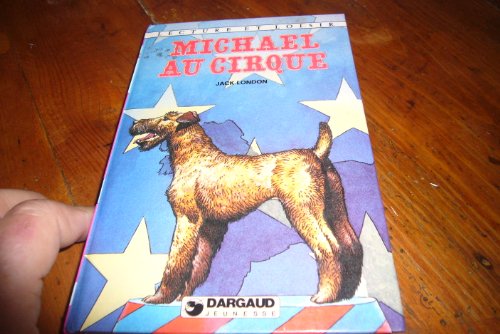 LECTURE ET LOISIR
MICHAEL
AU CIRQUE
JACK LONDON
DARGAUD
JEUNESSE